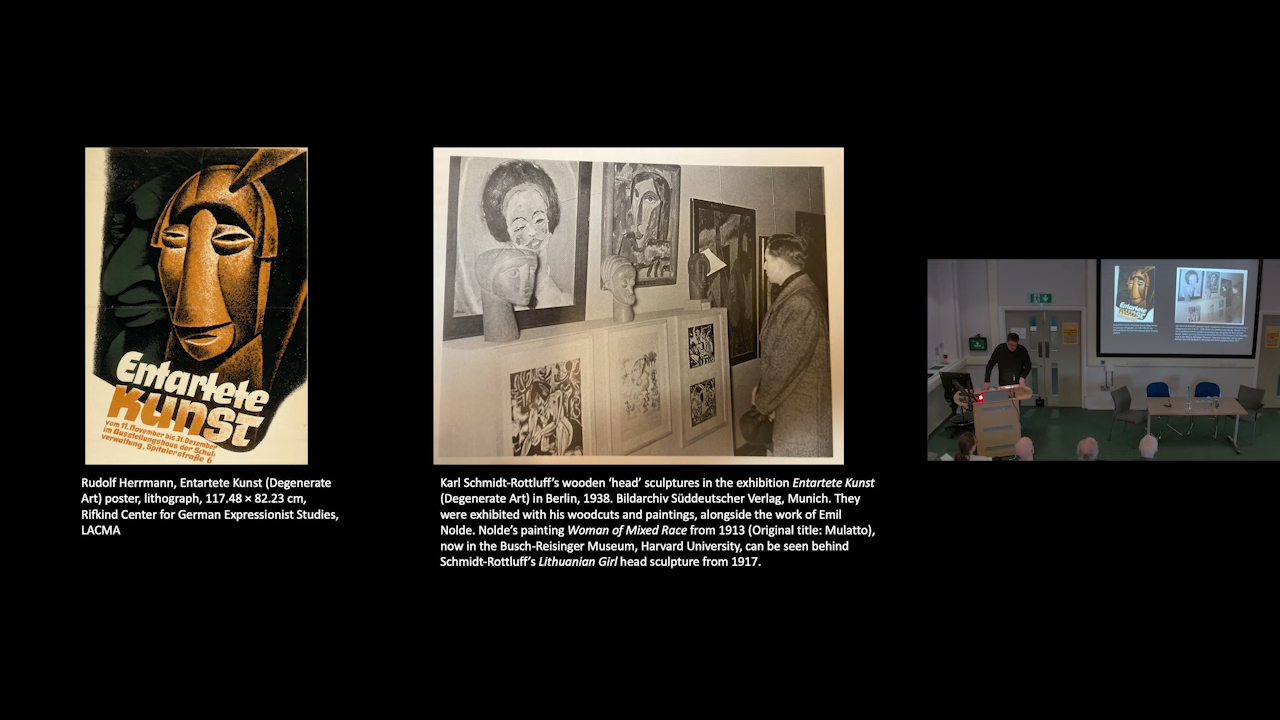 Entartete
Kunst
vom 11. November bis 31. Dezember
im Ausstellungshaus der Schul-
verwaltung, Spitalerstraße 6
Rudolf Herrmann, Entartete Kunst (Degenerate
Art) poster, lithograph, 117.48 × 82.23 cm,
Rifkind Center for German Expressionist Studies,
LACMA
Karl Schmidt-Rottluff’s wooden ‘head’ sculptures in the exhibition Entartete Kunst
(Degenerate Art) in Berlin, 1938. Bildarchiv Süddeutscher Verlag, Munich. They
were exhibited with his woodcuts and paintings, alongside the work of Emil
Nolde. Nolde’s painting Woman of Mixed Race from 1913 (Original title: Mulatto),
now in the Busch-Reisinger Museum, Harvard University, can be seen behind
Schmidt-Rottluff’s Lithuanian Girl head sculpture from 1917.
Entartete
Kunst